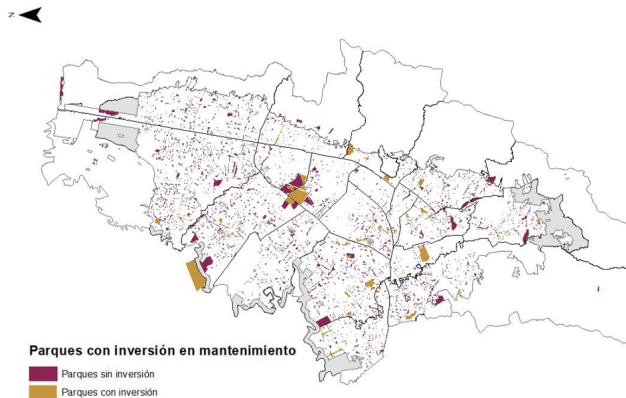 N
Parques con inversión en mantenimiento
Parques sin inversión
Parques con inversión